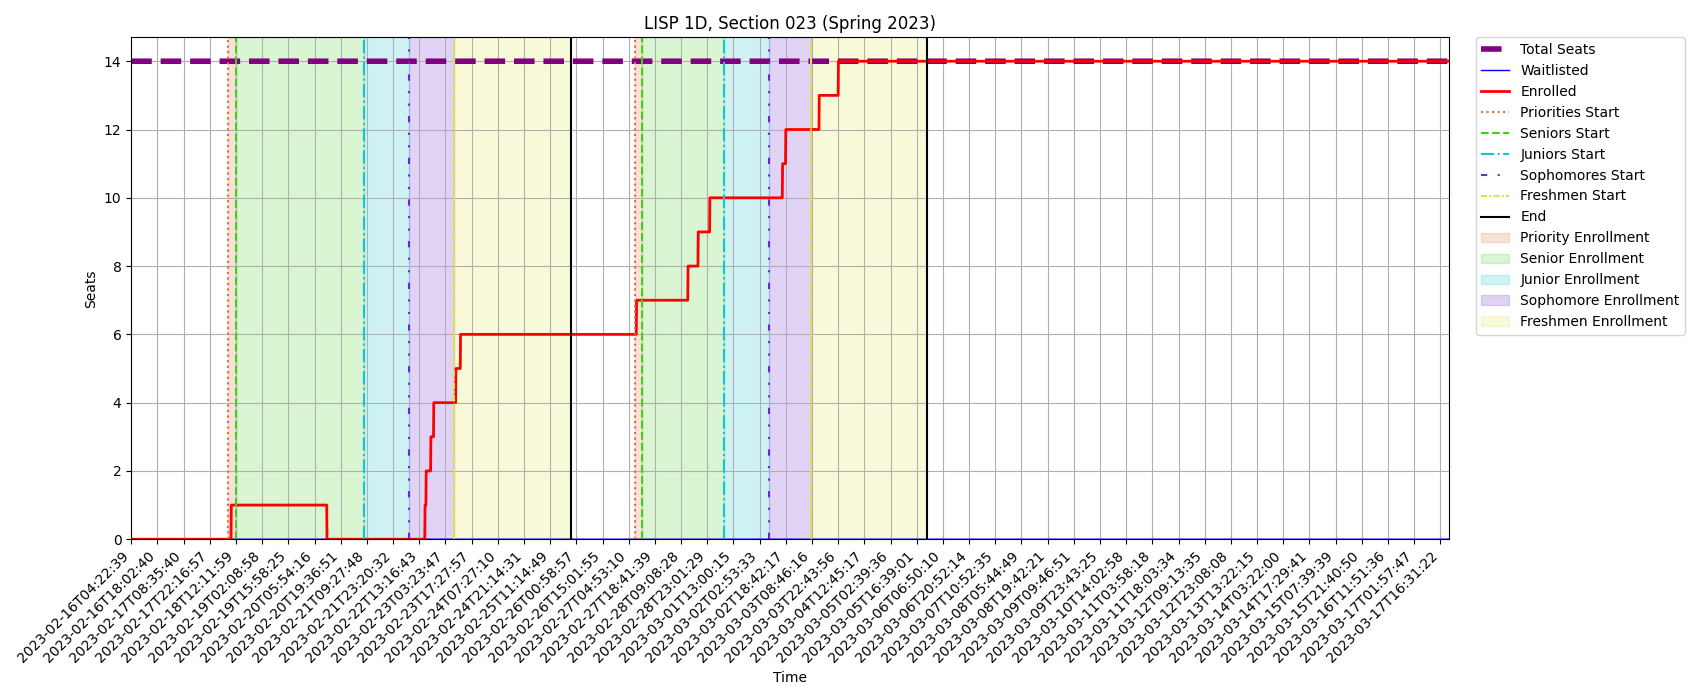 LISP 1D, Section 023 (Spring 2023)
Seats
14
12
10
8
6
4
2
0
2023-02-16T04:22:39
2023-02-16T18:02:40
2023-02-17T08:35:40
2023-02-17T22:16:57
2023-02-18T12:11:59
2023-02-19T02:08:58
2023-02-19T15:58:25
2023-02-20T05:54:16
2023-02-20T19:36:51
2023-02-21T09:27:48
2023-02-21T23:20:32
2023-02-22T13:16:43
2023-02-23T03:23:47
2023-02-23T17:27:57
2023-02-24T07:27:10
2023-02-24T21:14:31
2023-02-25T11:14:49
2023-02-26T00:58:57
2023-02-26T15:01:55
2023-02-27T04:53:10
2023-02-27T18:41:39
2023-02-28T09:08:28
2023-02-28T23:01:29
2023-03-01T13:00:15
2023-03-02T02:53:33
2023-03-02T18:42:17
2023-03-03T08:46:16
2023-03-03T22:43:56
2023-03-04T12:45:17
2023-03-05T02:39:36
2023-03-05T16:39:01
2023-03-06T06:50:10
2023-03-06T20:52:14
2023-03-07T10:52:35
2023-03-08T05:44:49
2023-03-08T19:42:21
2023-03-09T09:46:51
2023-03-09T23:43:25
2023-03-10T14:02:58
2023-03-11T03:58:18
2023-03-11T18:03:34
2023-03-12T09:13:35
2023-03-12T23:08:08
2023-03-13T13:22:15
2023-03-14T03:22:00
2023-03-14T17:29:41
2023-03-15T07:39:39
2023-03-15T21:40:50
2023-03-16T11:51:36
2023-03-17T01:57:47
2023-03-17T16:31:22
Time
Total Seats
Waitlisted
Enrolled
Priorities Start
Seniors Start
Juniors Start
Sophomores Start
Freshmen Start
End
Priority Enrollment
Senior Enrollment
Junior Enrollment
Sophomore Enrollment
Freshmen Enrollment